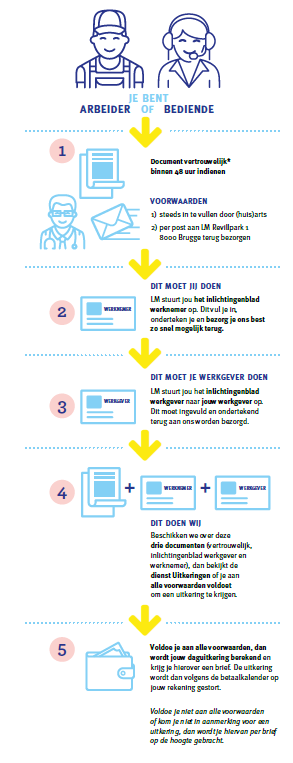 JE BENT
ARBEIDER OF BEDIENDE
1
Document vertrouwelijk*
binnen 48 uur indienen
VOORWAARDEN
1) steeds in te vullen door (huis)arts
2) per post aan LM Revillpark 1
8000 Brugge terug bezorgen
DIT MOET JIJ DOEN
2
WERKNEMER
LM stuurt jou het inlichtingenblad
werknemer op. Dit vul je in,
onderteken je en bezorg je ons best
zo snel mogelijk terug.
DIT MOET JE WERKGEVER DOEN
3
WERKGEVER
LM stuurt jou het inlichtingenblad
werkgever naar jouw werkgever op.
Dit moet ingevuld en ondertekend
terug aan ons worden bezorgd.
4
+
WERKNEMER
+
WERKGEVER
DIT DOEN WIJ
Beschikken we over deze
drie documenten (vertrouwelijk,
inlichtingenblad werkgever en
werknemer), dan bekijkt de
dienst Uitkeringen of je aan
alle voorwaarden voldoet
om een uitkering te krijgen.
5
Voldoe je aan alle voorwaarden, dan
wordt jouw daguitkering berekend en
krijg je hierover een brief. De uitkering
wordt dan volgens de betaalkalender op
jouw rekening gestort.
Voldoe je niet aan alle voorwaarden
of kom je niet in aanmerking voor een
uitkering, dan word je hiervan per brief
op de hoogte gebracht.